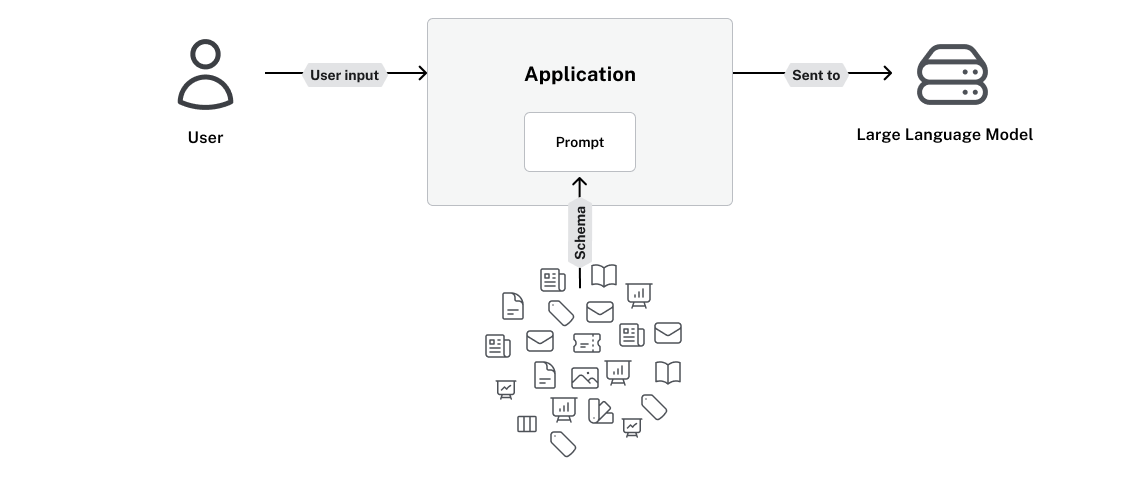 User input
Application
Sent to
Prompt
User
Large Language Model
Schema